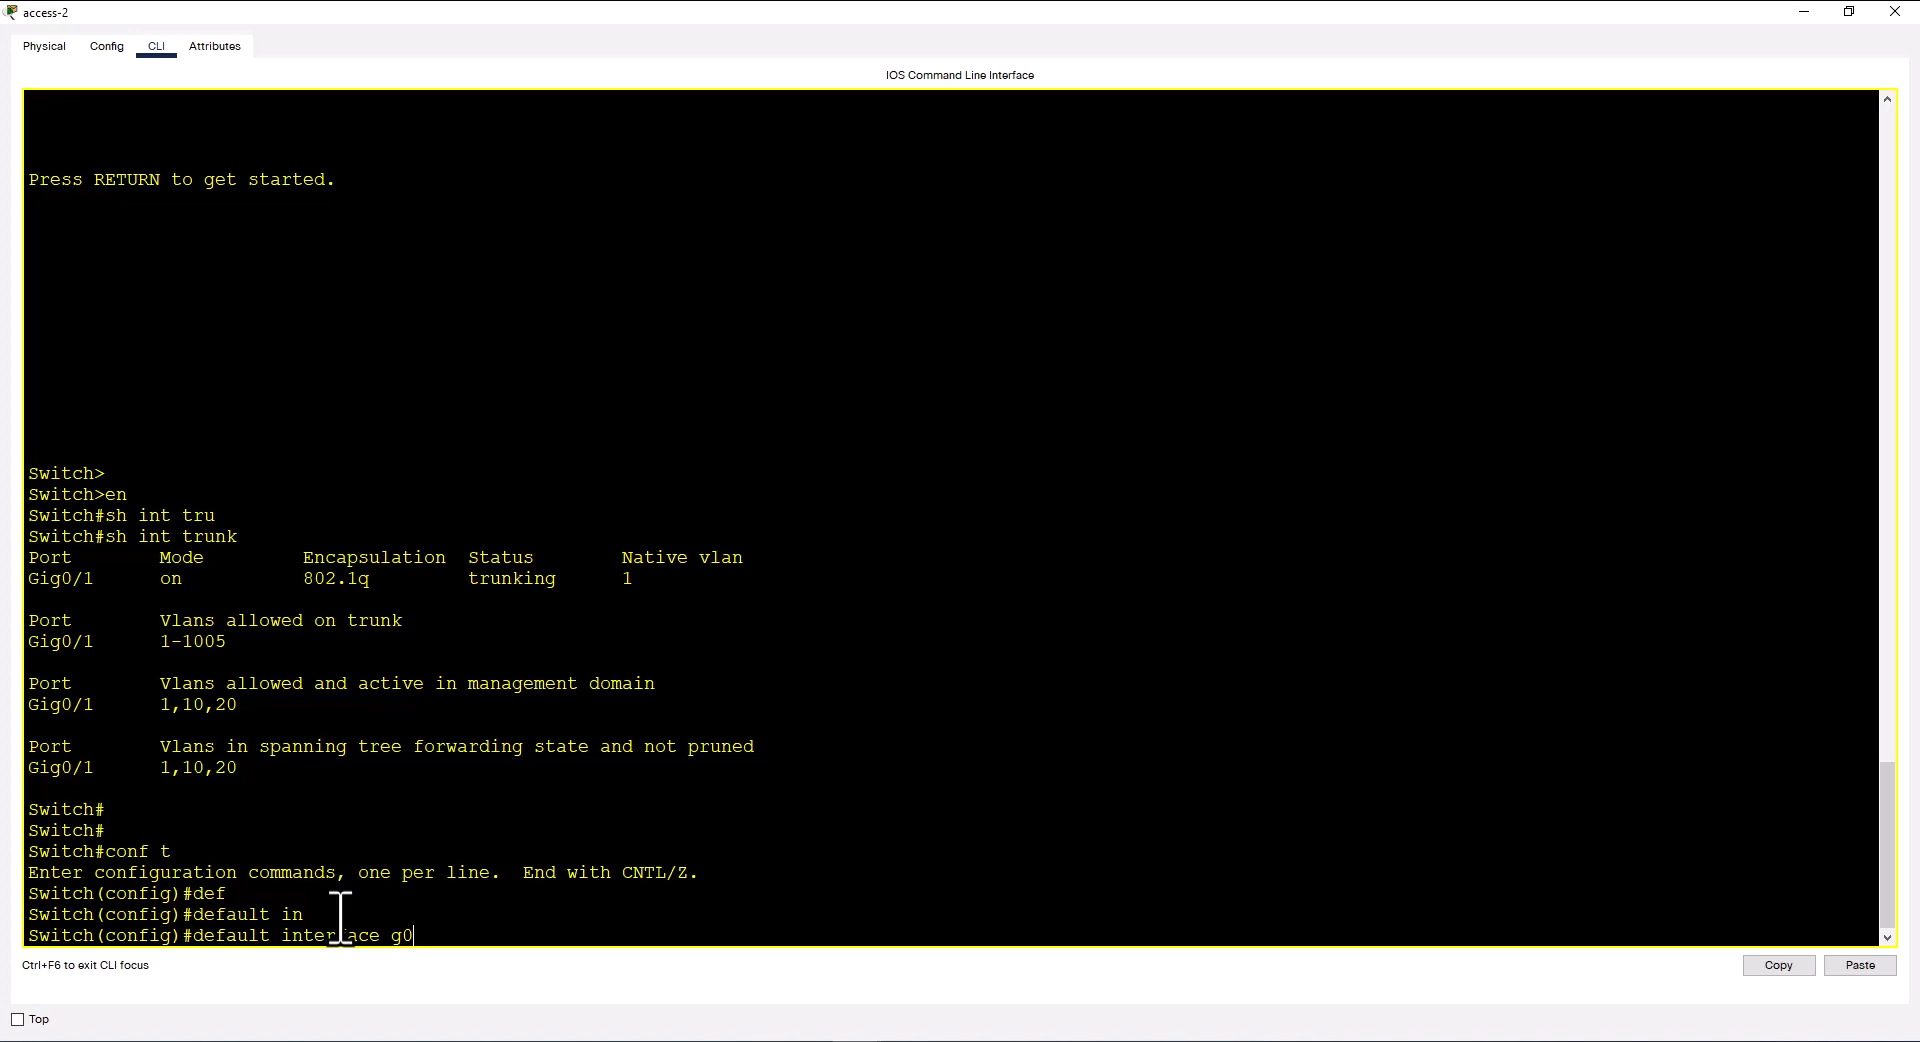 access-2
Physical Config CLI Attributes
IOS Command Line Interface
Press RETURN to get started.
Switch>
Switch>en
Switch#sh int tru
Switch#sh int trunk
Port        Mode         Encapsulation  Status        Native vlan
Gig0/1      on           802.1q         trunking      1
Port        Vlans allowed on trunk
Gig0/1      1-1005
Port        Vlans allowed and active in management domain
Gig0/1      1,10,20
Port        Vlans in spanning tree forwarding state and not pruned
Gig0/1      1,10,20
Switch#
Switch#
Switch#conf t
Enter configuration commands, one per line.  End with CNTL/Z.
Switch(config)#def
Switch(config)#default in
Switch(config)#default interface g0
Ctrl+F6 to exit CLI focus
Copy Paste
Top